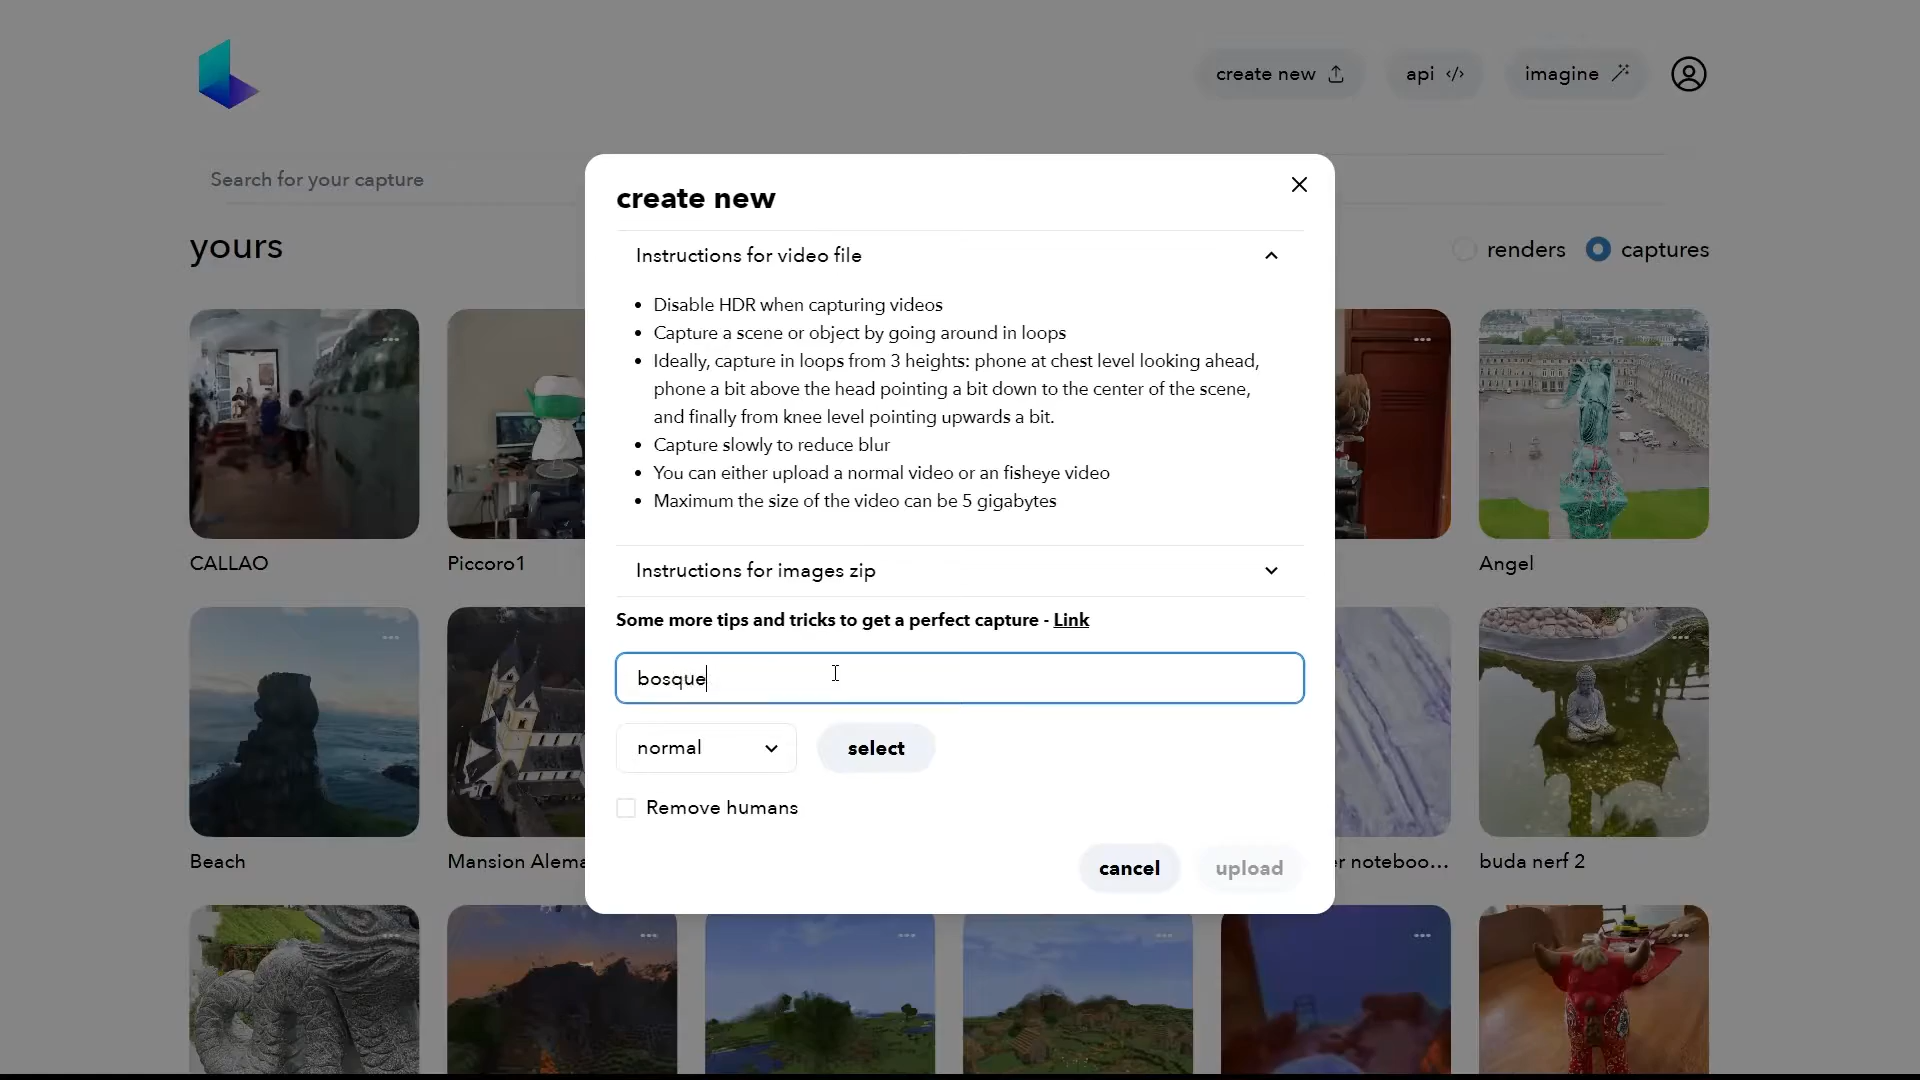 create new
api </>
imagine
Search for your capture
yours
renders
captures
create new
Instructions for video file
• Disable HDR when capturing videos
• Capture a scene or object by going around in loops
• Ideally, capture in loops from 3 heights: phone at chest level looking ahead,
phone a bit above the head pointing a bit down to the center of the scene,
and finally from knee level pointing upwards a bit.
• Capture slowly to reduce blur
• You can either upload a normal video or an fisheye video
• Maximum the size of the video can be 5 gigabytes
Instructions for images zip
Some more tips and tricks to get a perfect capture - Link
bosque
normal
select
Remove humans
cancel
upload
CALLAO
Piccoro1
Angel
Beach
Mansion Alema
noteboo...
buda nerf 2